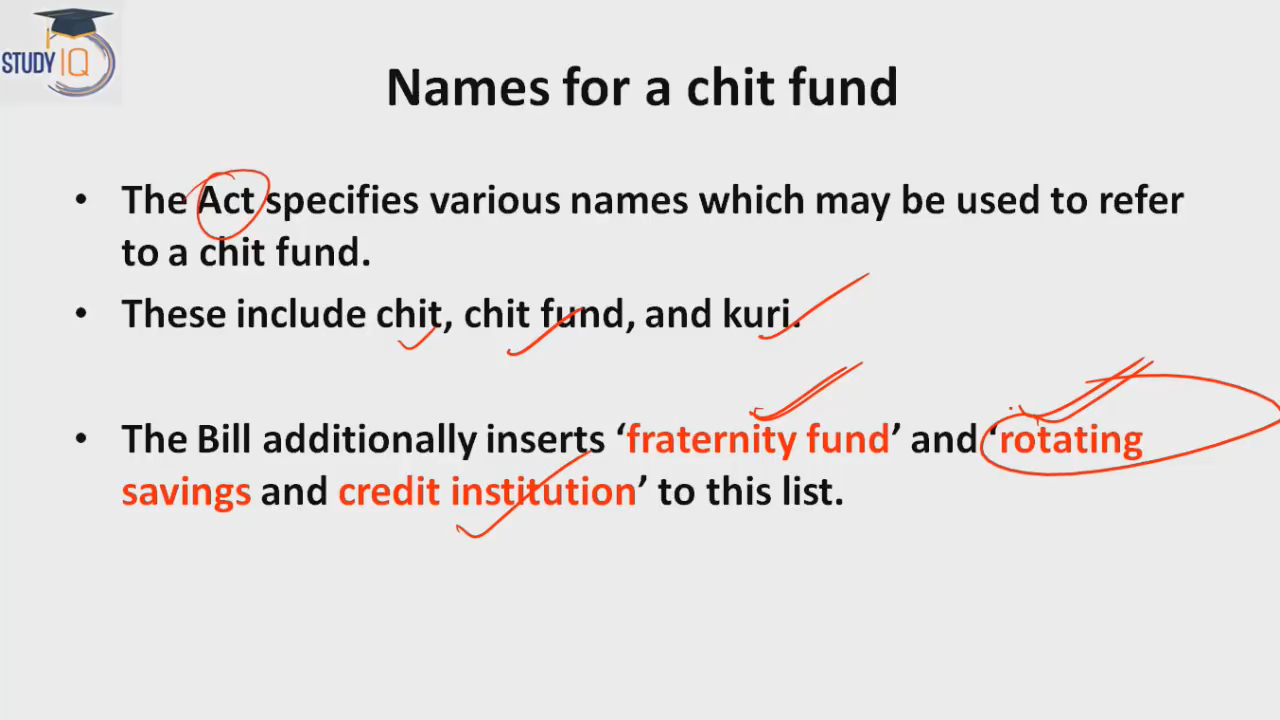 STUDY IQ
Names for a chit fund
• The Act specifies various names which may be used to refer
to a chit fund.
• These include chit, chit fund, and kuri.
• The Bill additionally inserts ‘fraternity fund’ and ‘rotating
savings and credit institution’ to this list.